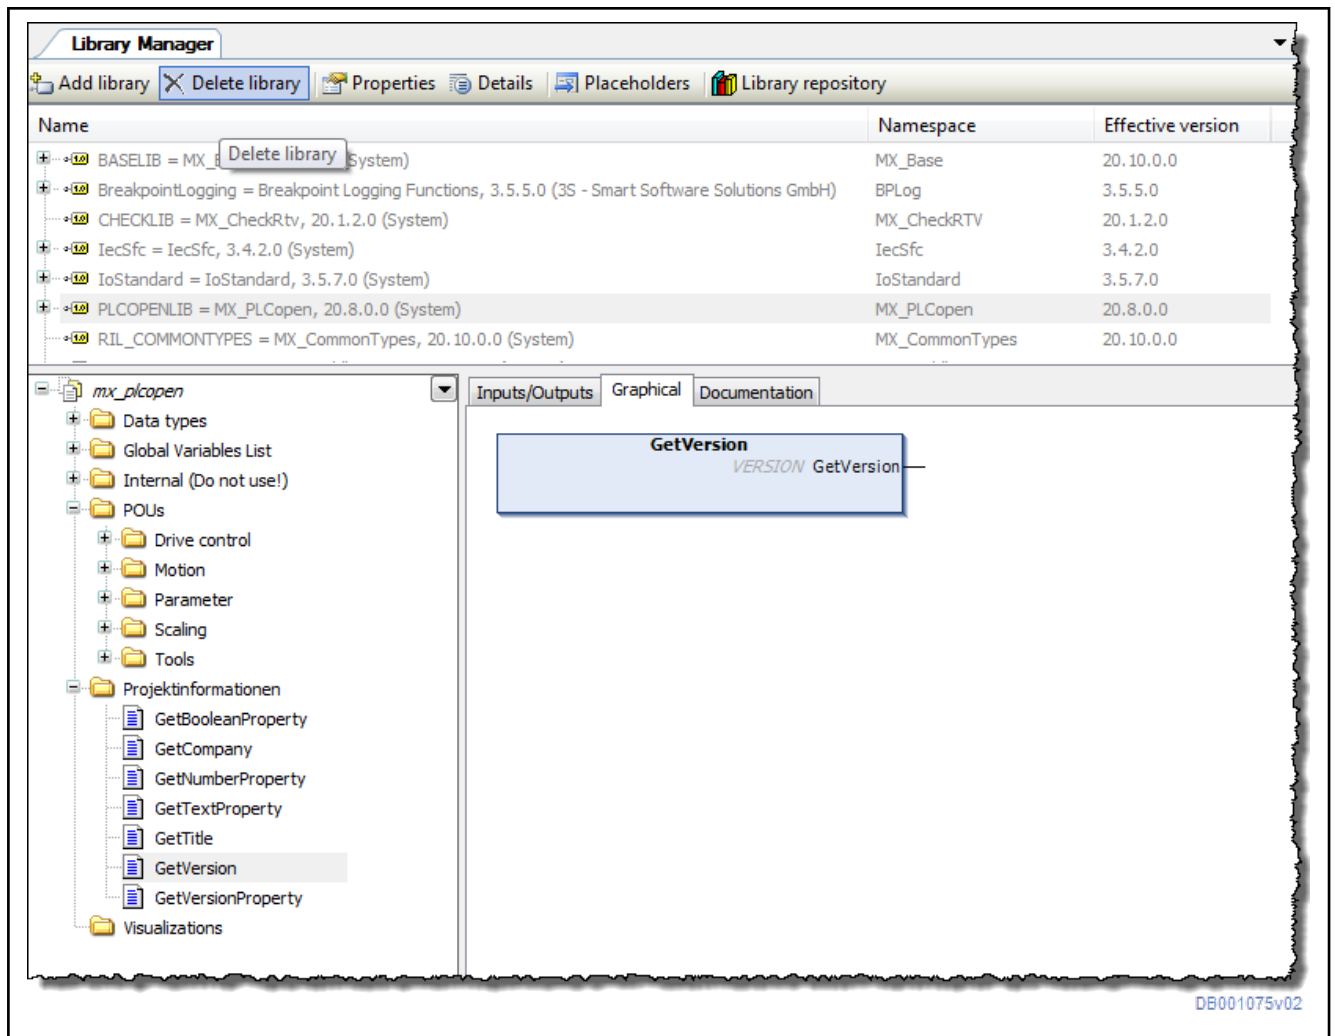 Library Manager
Add library Delete library Properties Details Placeholders Library repository
Name Namespace Effective version
Delete library
BASELIB = MX_ System) MX_Base 20.10.0.0
BreakpointLogging = Breakpoint Logging Functions, 3.5.5.0 (3S - Smart Software Solutions GmbH) BPLog 3.5.5.0
CHECKLIB = MX_CheckRtv, 20.1.2.0 (System) MX_CheckRTV 20.1.2.0
IecSfc = IecSfc, 3.4.2.0 (System) IecSfc 3.4.2.0
IoStandard = IoStandard, 3.5.7.0 (System) IoStandard 3.5.7.0
PLCOPENLIB = MX_PLCopen, 20.8.0.0 (System) MX_PLCopen 20.8.0.0
RIL_COMMONTYPES = MX_CommonTypes, 20.10.0.0 (System) MX_CommonTypes 20.10.0.0
mx_plcopen
Data types
Global Variables List
Internal (Do not use!)
POUs
Drive control
Motion
Parameter
Scaling
Tools
Projektinformationen
GetBooleanProperty
GetCompany
GetNumberProperty
GetTextProperty
GetTitle
GetVersion
GetVersionProperty
Visualizations
Inputs/Outputs Graphical Documentation
GetVersion
VERSION GetVersion
DB001075v02